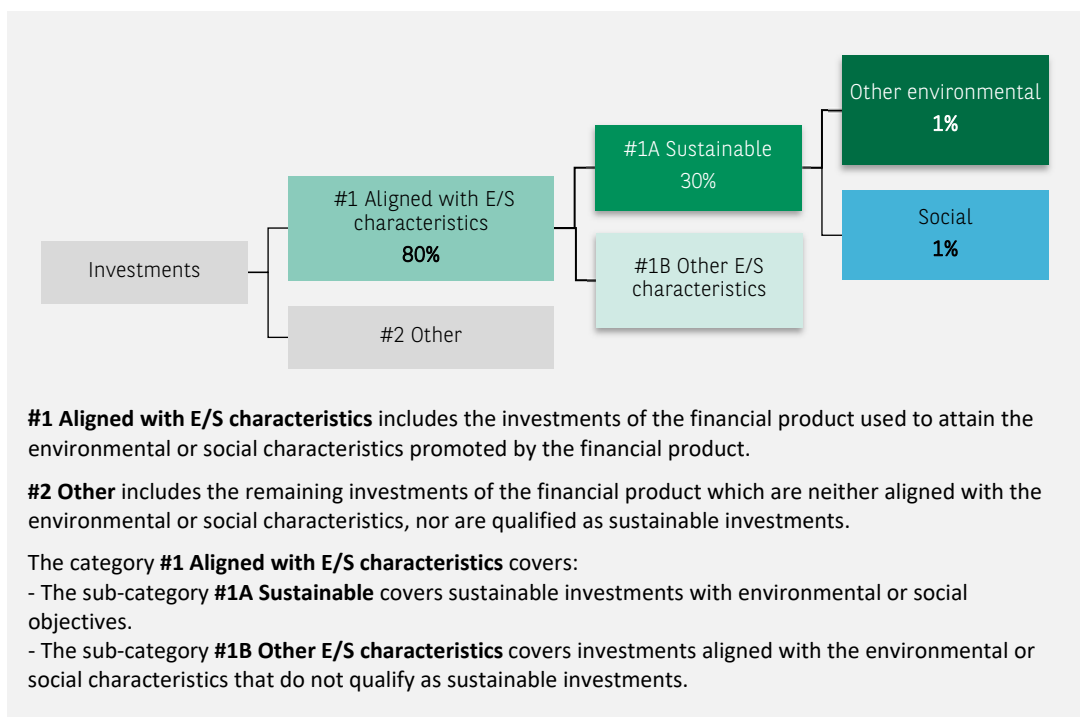 Other environmental
1%
#1A Sustainable
30%
#1 Aligned with E/S
characteristics
80%
Social
1%
Investments
#1B Other E/S
characteristics
#2 Other
#1 Aligned with E/S characteristics includes the investments of the financial product used to attain the
environmental or social characteristics promoted by the financial product.
#2 Other includes the remaining investments of the financial product which are neither aligned with the
environmental or social characteristics, nor are qualified as sustainable investments.
The category #1 Aligned with E/S characteristics covers:
- The sub-category #1A Sustainable covers sustainable investments with environmental or social
objectives.
- The sub-category #1B Other E/S characteristics covers investments aligned with the environmental or
social characteristics that do not qualify as sustainable investments.